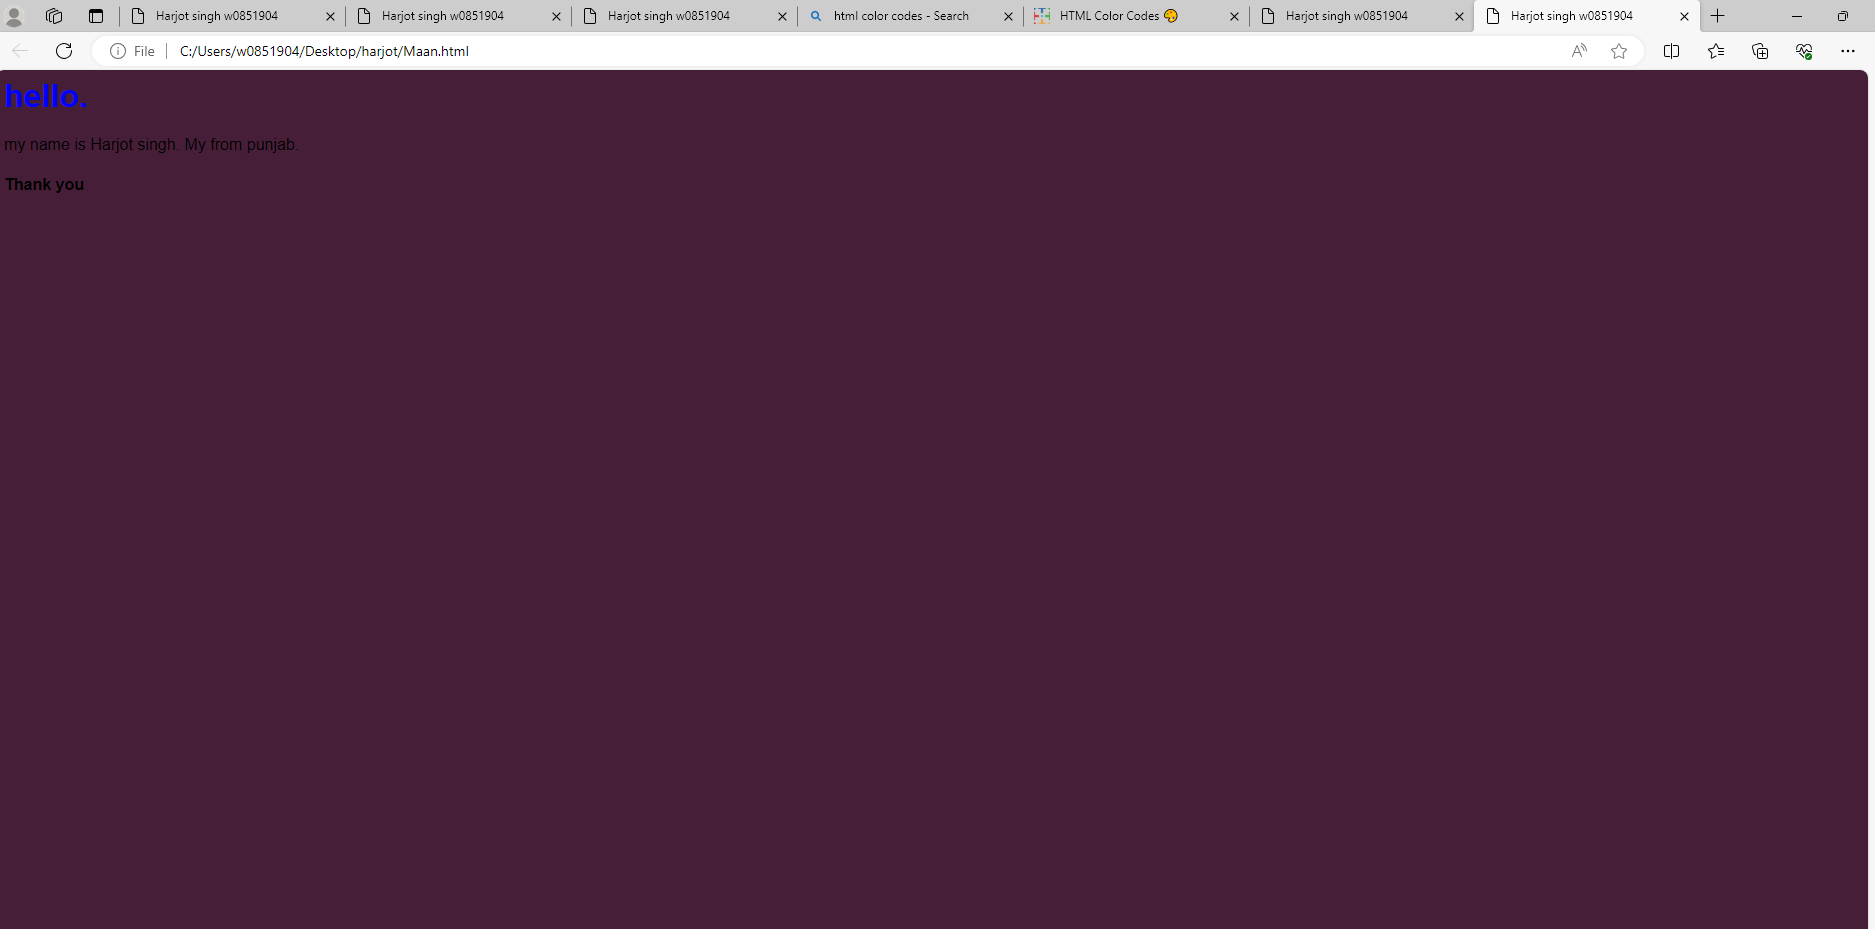 Harjot singh w0851904
Harjot singh w0851904
Harjot singh w0851904
html color codes - Search
HTML Color Codes 🎨
Harjot singh w0851904
Harjot singh w0851904
File
C:/Users/w0851904/Desktop/harjot/Maan.html
hello.
my name is Harjot singh. My from punjab.
Thank you